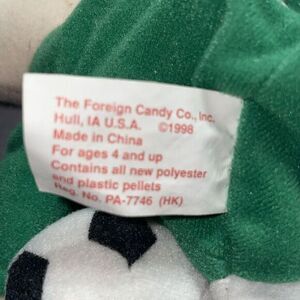 The Foreign Candy Co., Inc.
Hull, IA U.S.A. ©1998
Made in China
For ages 4 and up
Contains all new polyester
and plastic pellets
Reg. No. PA-7746 (HK)